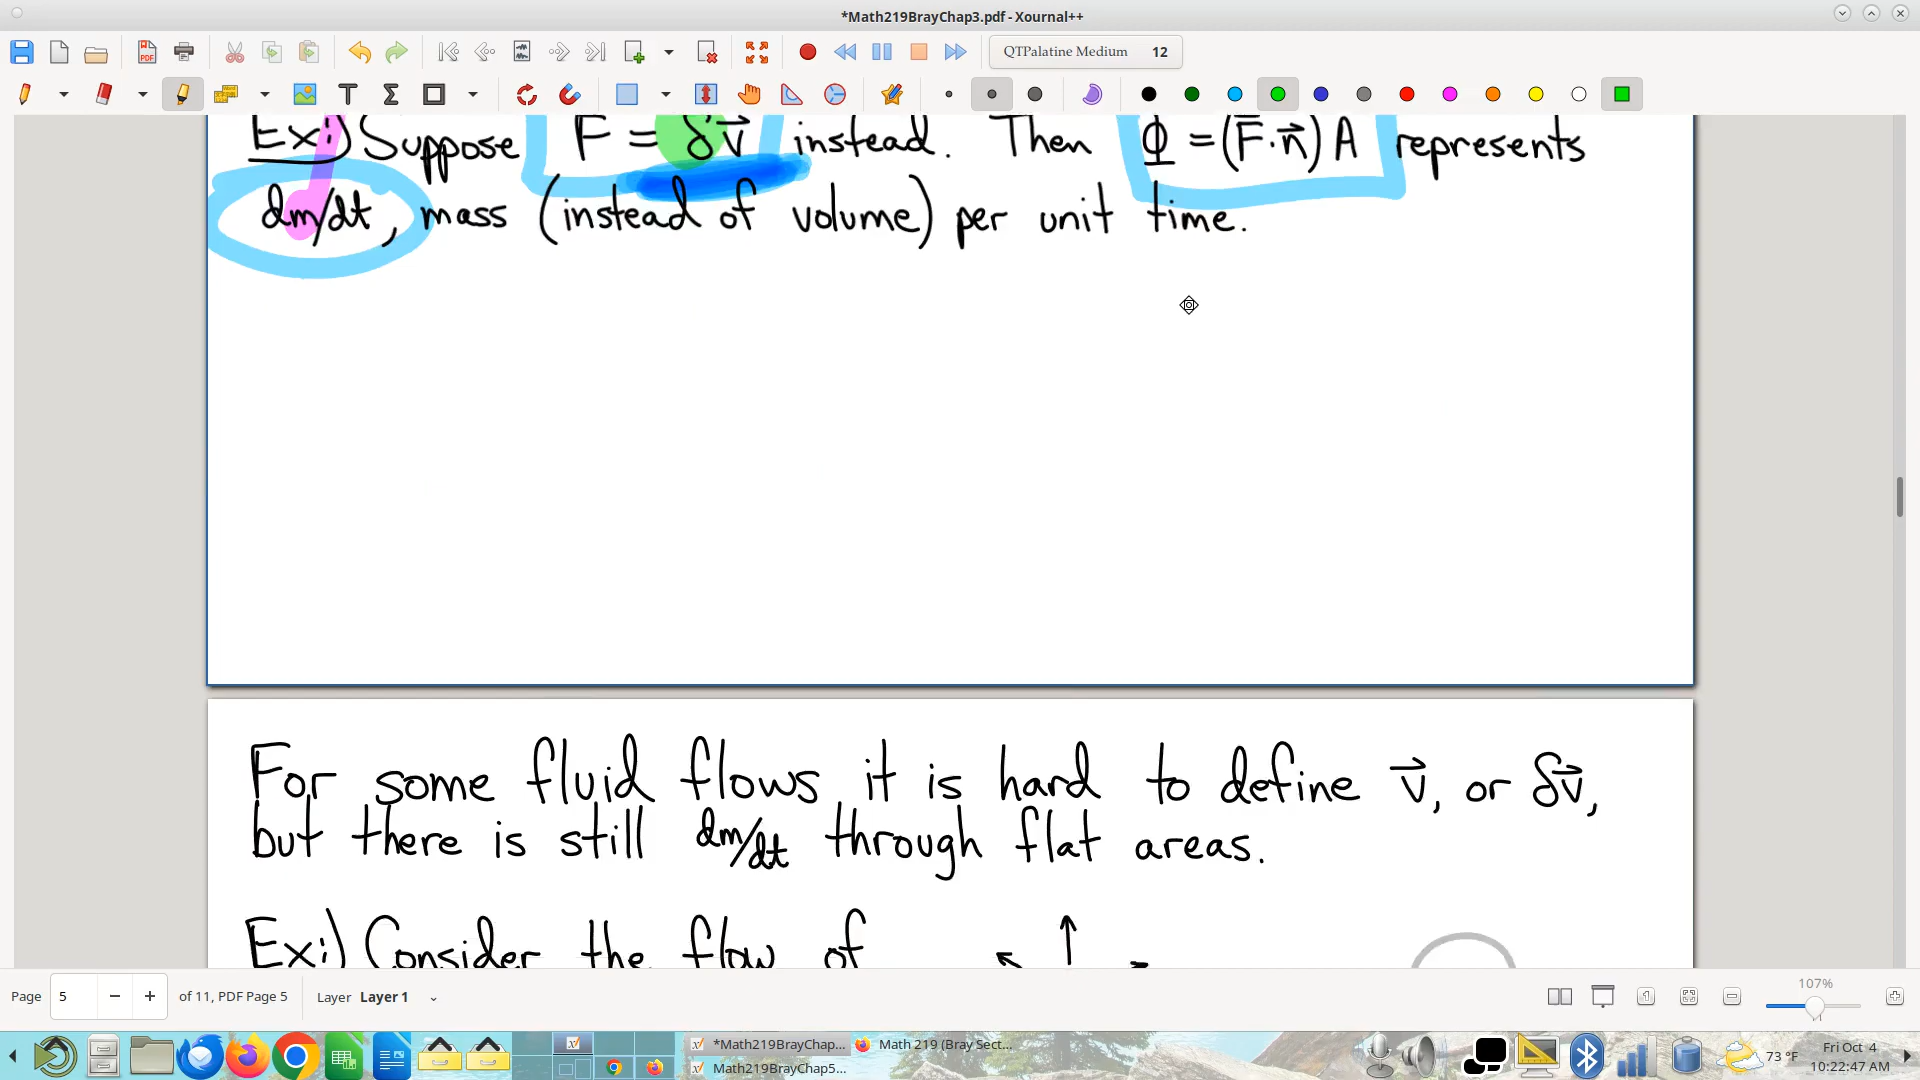 *Math219BrayChap3.pdf - Xournal++
QTPalatine Medium 12
Ex:) Suppose F = δv⃗ instead. Then Φ = (F⃗·n⃗) A represents
dm/dt, mass (instead of volume) per unit time.
For some fluid flows it is hard to define v⃗, or δv⃗,
but there is still dm/dt through flat areas.
Ex:) Consider the flow of
Page 5 of 11, PDF Page 5 Layer Layer 1 107%
*Math219BrayChap... Math 219 (Bray Sect...
Math219BrayChap5...
73 °F
Fri Oct 4
10:22:47 AM